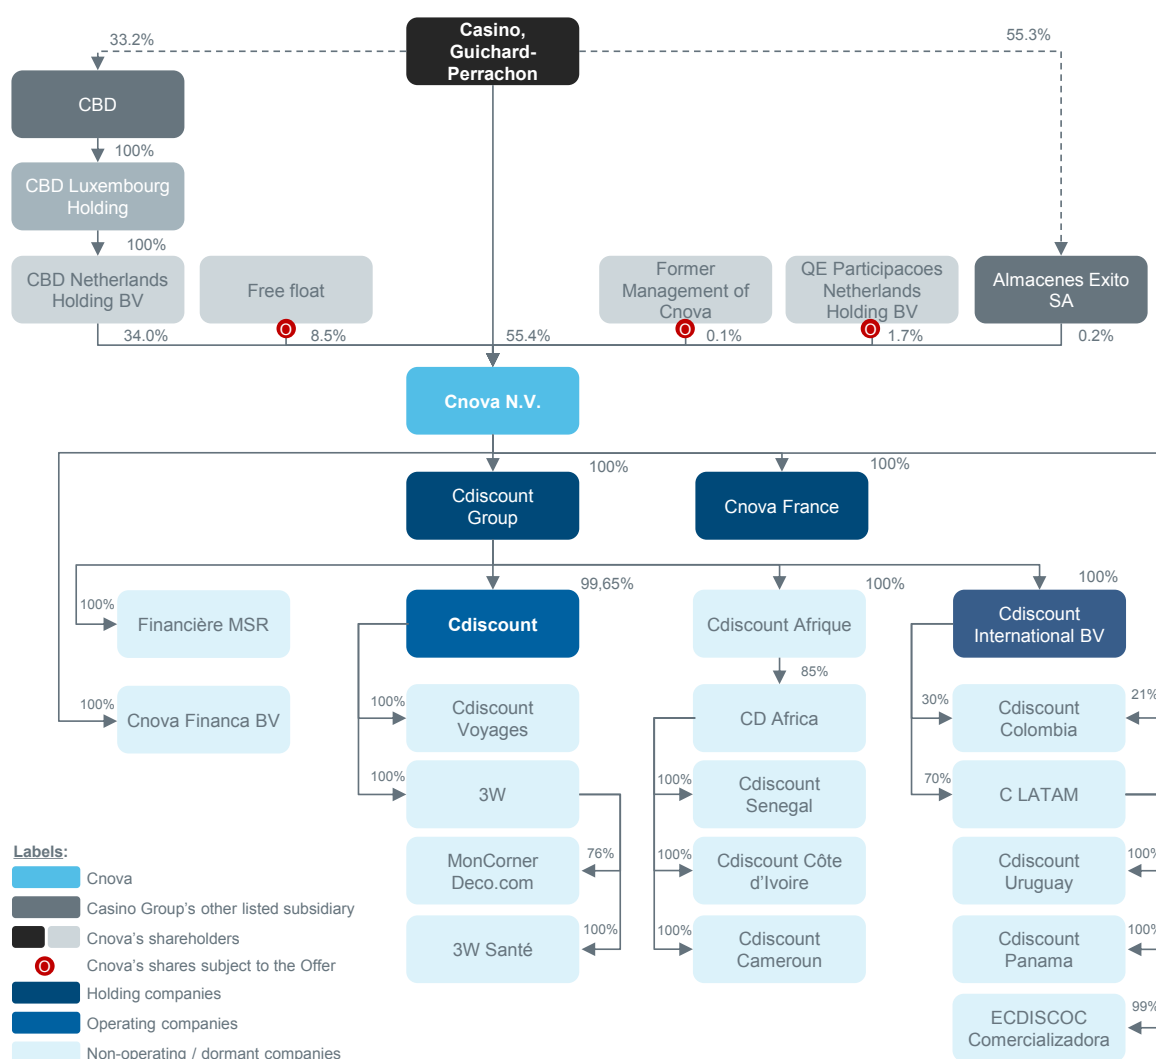 Casino,
Guichard-
Perrachon
33.2%
55.3%
CBD
100%
CBD Luxembourg
Holding
100%
CBD Netherlands
Holding BV
Free float
Former
Management of
Cnova
QE Participacoes
Netherlands
Holding BV
Almacenes Exito
SA
O
O
O
34.0%
8.5%
55.4%
0.1%
1.7%
0.2%
Cnova N.V.
100%
100%
Cdiscount
Group
Cnova France
99,65%
100%
100%
100%
Financière MSR
Cdiscount
Cdiscount Afrique
Cdiscount
International BV
85%
100%
Cnova Financa BV
100%
Cdiscount
Voyages
CD Africa
30%
Cdiscount
Colombia
21%
100%
3W
100%
Cdiscount
Senegal
70%
C LATAM
MonCorner
Deco.com
76%
100%
Cdiscount Côte
d'Ivoire
Cdiscount
Uruguay
100%
3W Santé
100%
100%
Cdiscount
Cameroun
Cdiscount
Panama
100%
ECDISCOC
Comercializadora
99%
Labels:
Cnova
Casino Group's other listed subsidiary
Cnova's shareholders
O Cnova's shares subject to the Offer
Holding companies
Operating companies
Non-operating / dormant companies